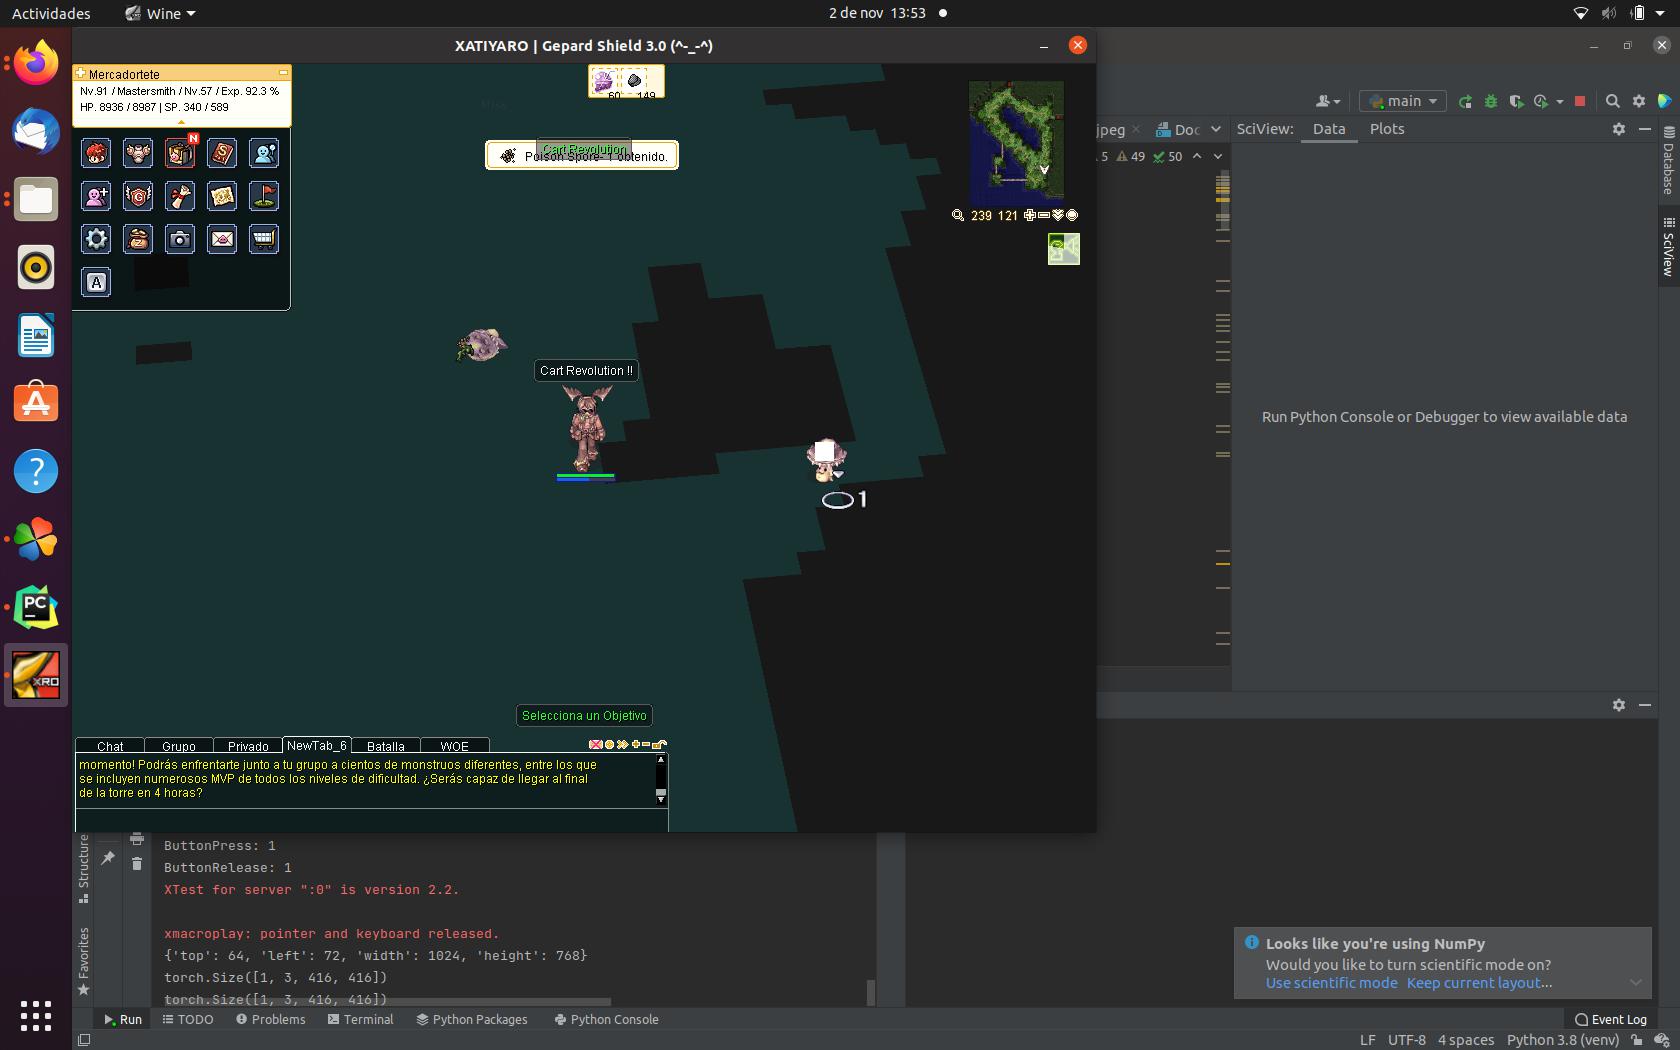 Actividades
Wine
2 de nov 13:53
XATIYARO | Gepard Shield 3.0 (^-_-^)
Mercadortete
Nv.91 / Mastersmith / Nv.57 / Exp. 92.3 %
HP. 8936 / 8987 | SP. 340 / 589
N
A
60
149
Cart Revolution
Poison Spore- 1 obtenido.
239 121
Cart Revolution !!
1
Selecciona un Objetivo
Chat
Grupo
Privado
NewTab_6
Batalla
WOE
momento! Podrás enfrentarte junto a tu grupo a cientos de monstruos diferentes, entre los que
se incluyen numerosos MVP de todos los niveles de dificultad. ¿Serás capaz de llegar al final
de la torre en 4 horas?
main
jpeg
Doc
SciView:
Data
Plots
5
49
50
Database
SciView
Run Python Console or Debugger to view available data
PC
XRO
Structure
Favorites
ButtonPress: 1
ButtonRelease: 1
XTest for server ":0" is version 2.2.
xmacroplay: pointer and keyboard released.
{'top': 64, 'left': 72, 'width': 1024, 'height': 768}
torch.Size([1, 3, 416, 416])
torch.Size([1, 3, 416, 416])
Looks like you're using NumPy
Would you like to turn scientific mode on?
Use scientific mode
Keep current layout...
Run
TODO
Problems
Terminal
Python Packages
Python Console
Event Log
LF
UTF-8
4 spaces
Python 3.8 (venv)